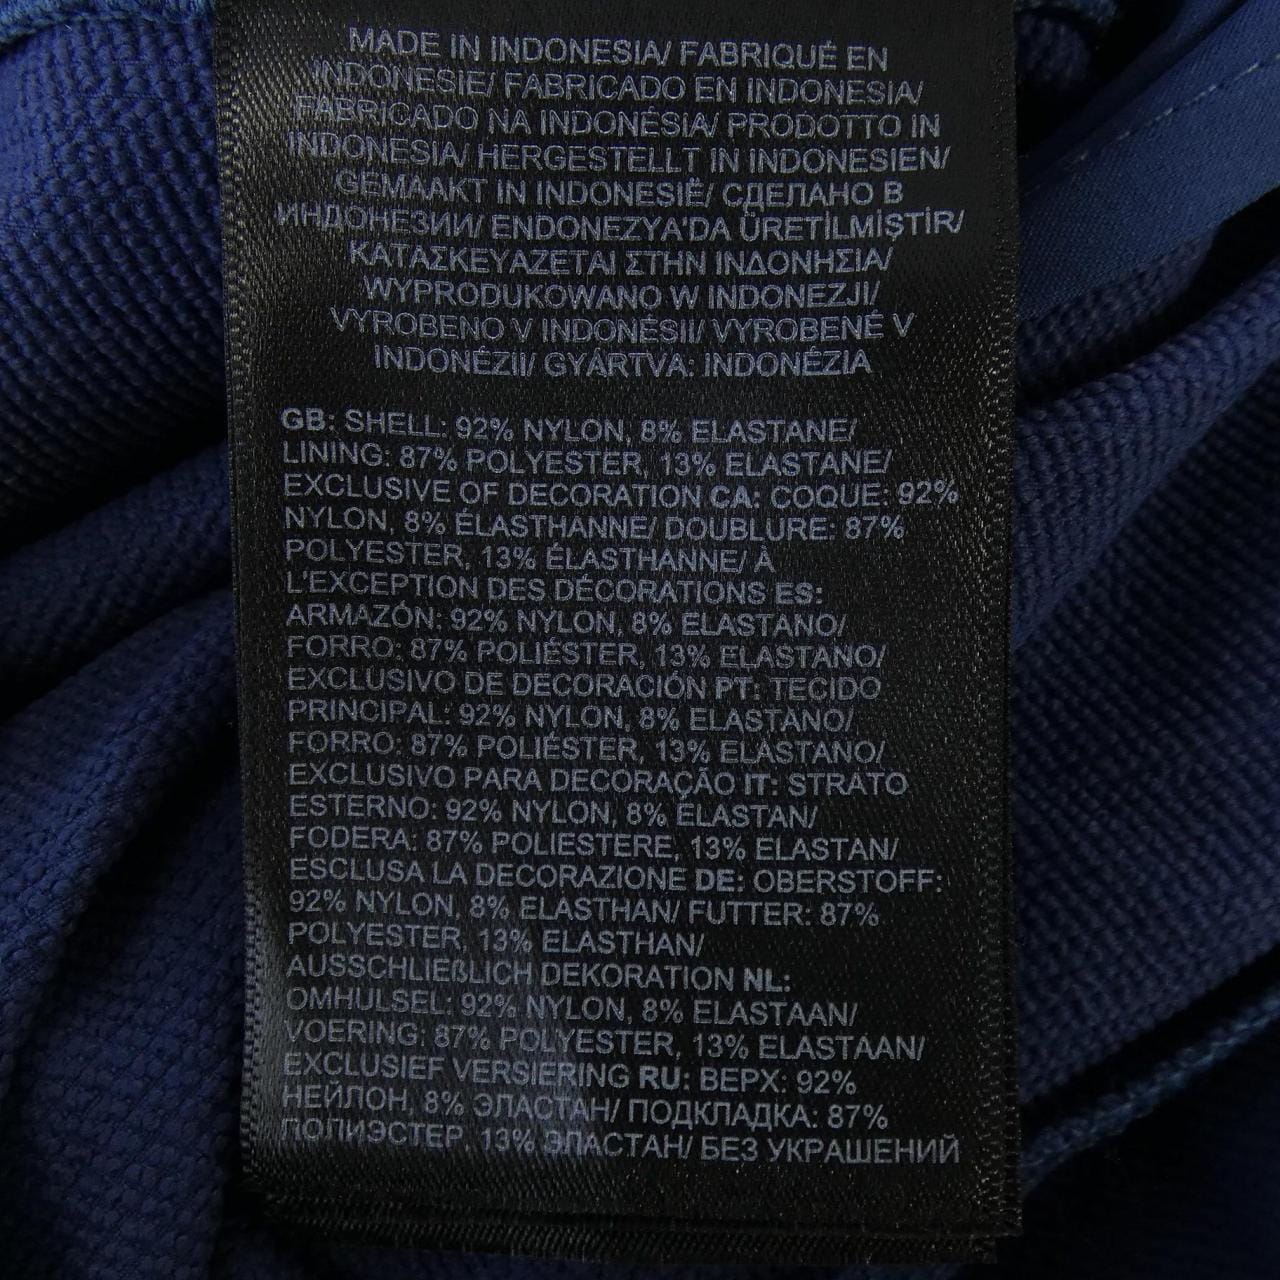 MADE IN INDONESIA/ FABRIQUÉ EN
INDONESIE/ FABRICADO EN INDONESIA/
FABRICADO NA INDONÉSIA/ PRODOTTO IN
INDONESIA/ HERGESTELLT IN INDONESIEN/
GEMAAKT IN INDONESIË/ СДЕЛАНО В
ИНДОНЕЗИИ/ ENDONEZYA'DA ÜRETİLMİŞTİR/
ΚΑΤΑΣΚΕΥΑΖΕΤΑΙ ΣΤΗΝ ΙΝΔΟΝΗΣΙΑ/
WYPRODUKOWANO W INDONEZJI/
VYROBENO V INDONÉSII/ VYROBENÉ V
INDONÉZII/ GYÁRTVA: INDONÉZIA
GB: SHELL: 92% NYLON, 8% ELASTANE/
LINING: 87% POLYESTER, 13% ELASTANE/
EXCLUSIVE OF DECORATION CA: COQUE: 92%
NYLON, 8% ÉLASTHANNE/ DOUBLURE: 87%
POLYESTER, 13% ÉLASTHANNE/ À
L'EXCEPTION DES DÉCORATIONS ES:
ARMAZÓN: 92% NYLON, 8% ELASTANO/
FORRO: 87% POLIÉSTER, 13% ELASTANO/
EXCLUSIVO DE DECORACIÓN PT: TECIDO
PRINCIPAL: 92% NYLON, 8% ELASTANO/
FORRO: 87% POLIÉSTER, 13% ELASTANO/
EXCLUSIVO PARA DECORAÇÃO IT: STRATO
ESTERNO: 92% NYLON, 8% ELASTAN/
FODERA: 87% POLIESTERE, 13% ELASTAN/
ESCLUSA LA DECORAZIONE DE: OBERSTOFF:
92% NYLON, 8% ELASTHAN/ FUTTER: 87%
POLYESTER, 13% ELASTHAN/
AUSSCHLIEßLICH DEKORATION NL:
OMHULSEL: 92% NYLON, 8% ELASTAAN/
VOERING: 87% POLYESTER, 13% ELASTAAN/
EXCLUSIEF VERSIERING RU: ВЕРХ: 92%
НЕЙЛОН, 8% ЭЛАСТАН/ ПОДКЛАДКА: 87%
ПОЛИЭСТЕР, 13% ЭЛАСТАН/ БЕЗ УКРАШЕНИЙ